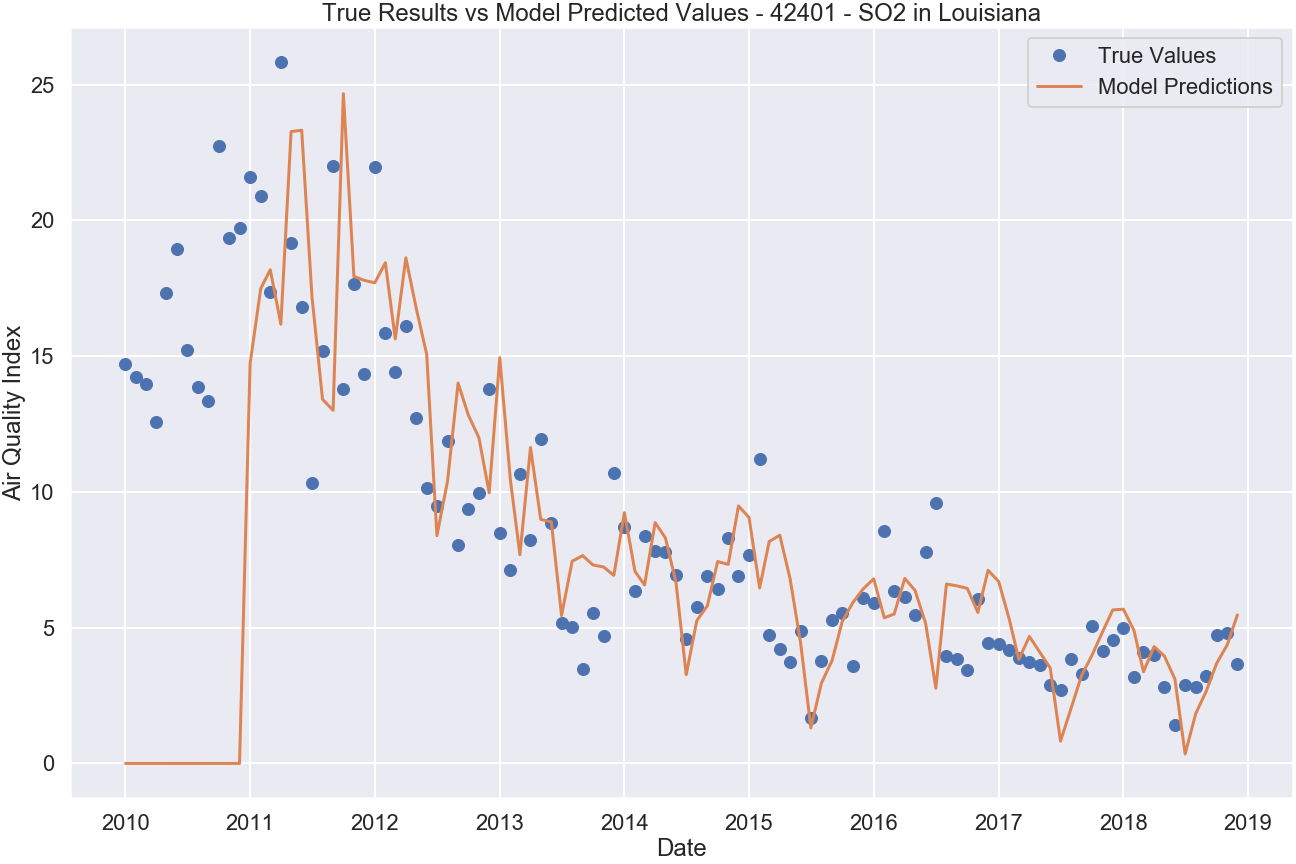 True Results vs Model Predicted Values - 42401 - SO2 in Louisiana
True Values
Model Predictions
25
20
15
10
5
0
Air Quality Index
2010 2011 2012 2013 2014 2015 2016 2017 2018 2019
Date